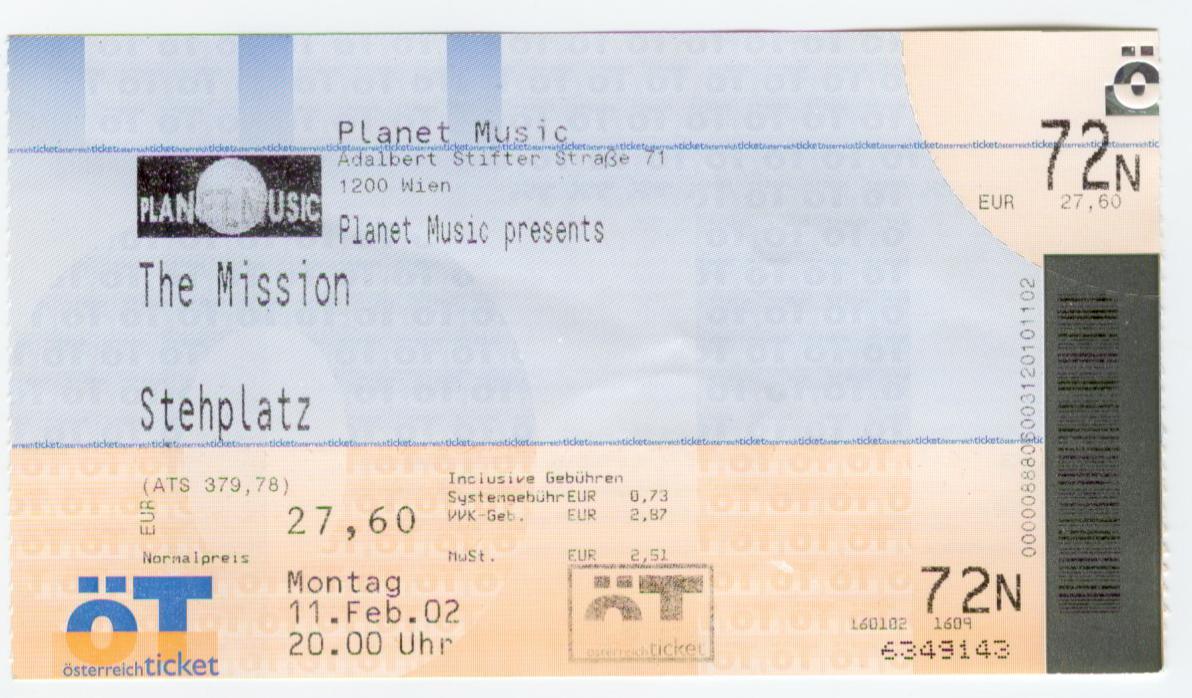 Planet Music
Adalbert Stifter Straße 71
1200 Wien
PLANET MUSIC
Planet Music presents
The Mission
Stehplatz
72N
EUR 27,60
(ATS 379,78)
EUR 27,60
Normalpreis
Inclusive Gebühren
Systemgebühr EUR 0,73
VVK-Geb. EUR 2,87
MwSt. EUR 2,51
Montag
11.Feb.02
20.00 Uhr
öT
österreichticket
öT
österreichticket
72N
160102 1609
6349143